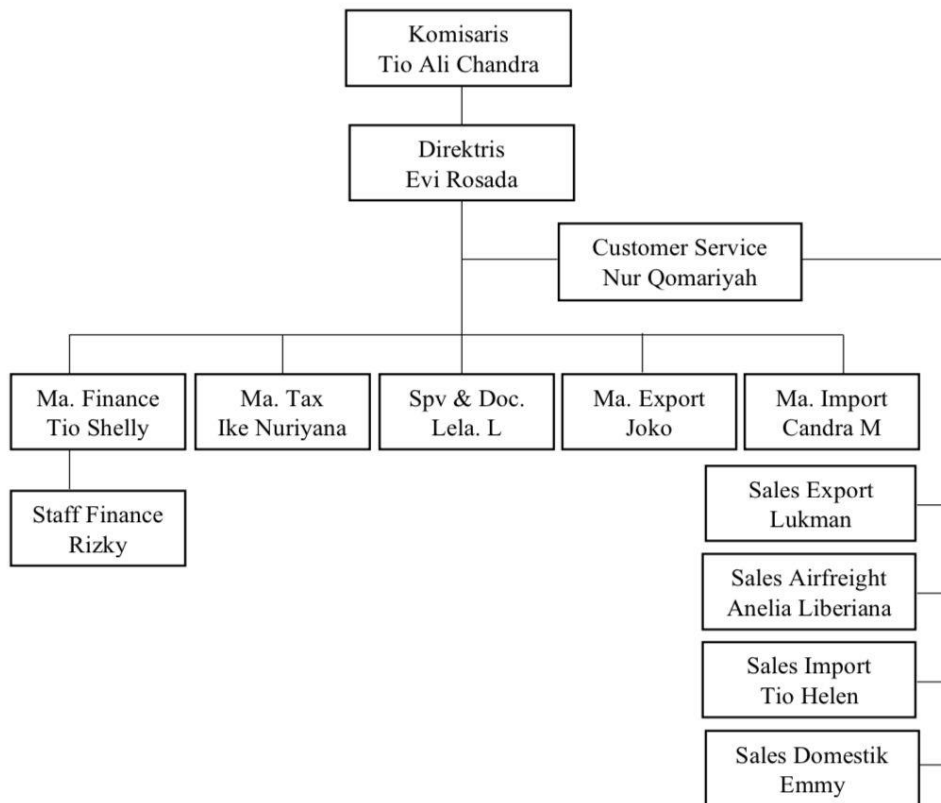 Komisaris
Tio Ali Chandra
Direktris
Evi Rosada
Customer Service
Nur Qomariyah
Ma. Finance
Tio Shelly
Ma. Tax
Ike Nuriyana
Spv & Doc.
Lela. L
Ma. Export
Joko
Ma. Import
Candra M
Staff Finance
Rizky
Sales Export
Lukman
Sales Airfreight
Anelia Liberiana
Sales Import
Tio Helen
Sales Domestik
Emmy